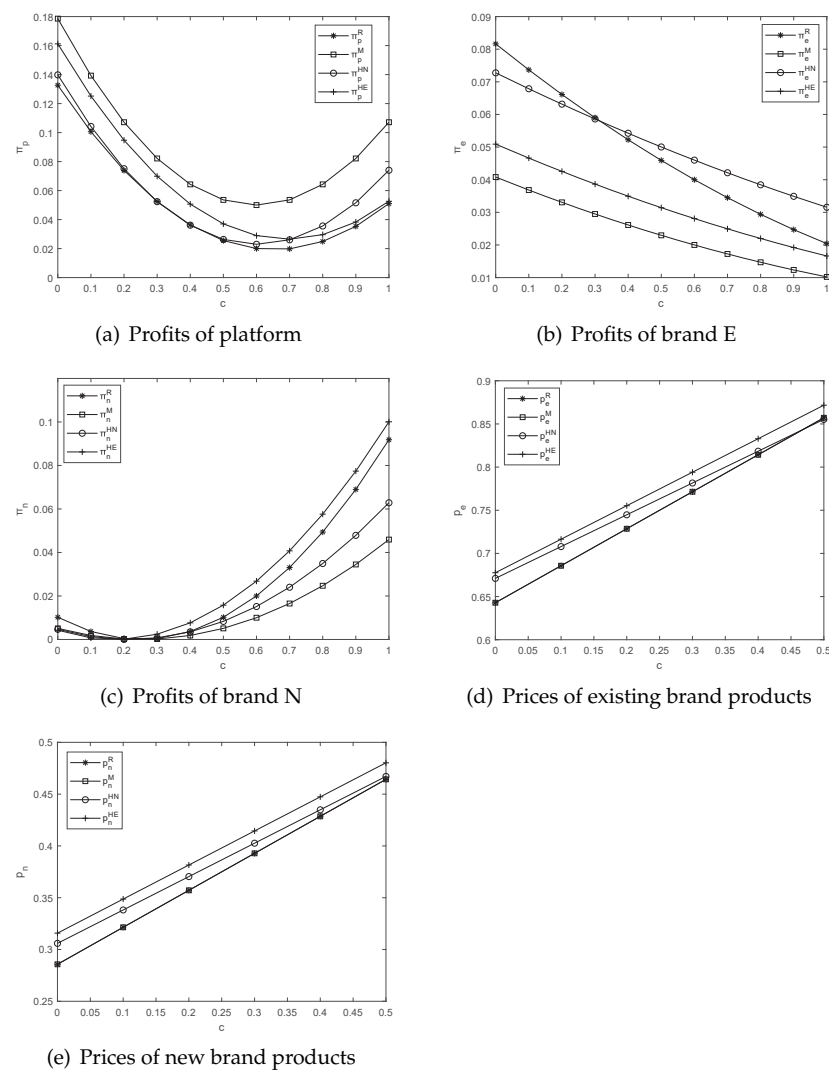 0.18
0.16
0.14
0.12
0.1
0.08
0.06
0.04
0.02
0
π_p
π_p^R
π_p^M
π_p^HN
π_p^HE
0 0.1 0.2 0.3 0.4 0.5 0.6 0.7 0.8 0.9 1
c
(a) Profits of platform
0.09
0.08
0.07
0.06
0.05
0.04
0.03
0.02
0.01
π_e
π_e^R
π_e^M
π_e^HN
π_e^HE
0 0.1 0.2 0.3 0.4 0.5 0.6 0.7 0.8 0.9 1
c
(b) Profits of brand E
0.1
0.08
0.06
0.04
0.02
0
π_n
π_n^R
π_n^M
π_n^HN
π_n^HE
0 0.1 0.2 0.3 0.4 0.5 0.6 0.7 0.8 0.9 1
c
(c) Profits of brand N
0.9
0.85
0.8
0.75
0.7
0.65
0.6
p_e
p_e^R
p_e^M
p_e^HN
p_e^HE
0 0.05 0.1 0.15 0.2 0.25 0.3 0.35 0.4 0.45 0.5
c
(d) Prices of existing brand products
0.5
0.45
0.4
0.35
0.3
0.25
p_n
p_n^R
p_n^M
p_n^HN
p_n^HE
0 0.05 0.1 0.15 0.2 0.25 0.3 0.35 0.4 0.45 0.5
c
(e) Prices of new brand products